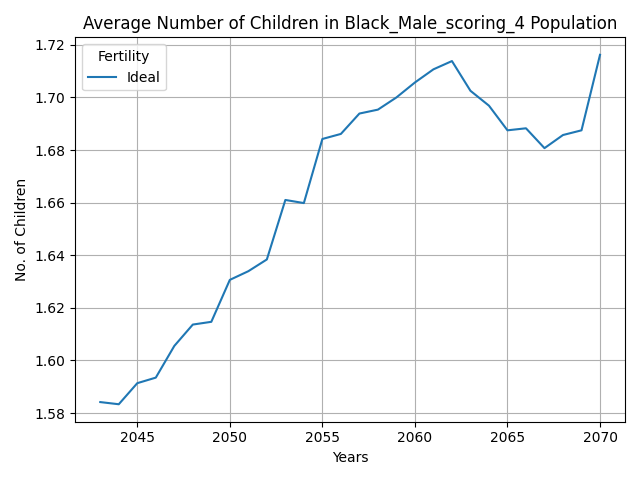 Average Number of Children in Black_Male_scoring_4 Population
Fertility
Ideal
No. of Children
1.72
1.70
1.68
1.66
1.64
1.62
1.60
1.58
2045 2050 2055 2060 2065 2070
Years